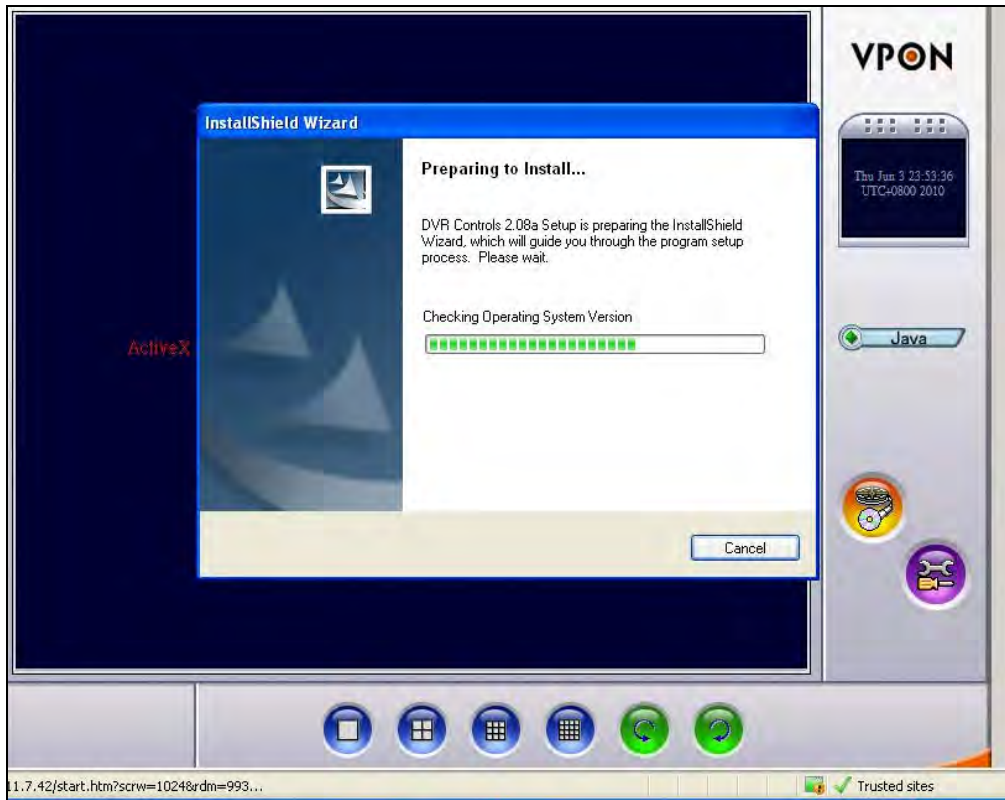 VPON
InstallShield Wizard
Preparing to Install...
Thu Jun 3 23:53:36
UTC+0800 2010
DVR Controls 2.08a Setup is preparing the InstallShield
Wizard, which will guide you through the program setup
process. Please wait.
Checking Operating System Version
ActiveX
Java
Cancel
11.7.42/start.htm?scrw=1024&rdm=993...
Trusted sites